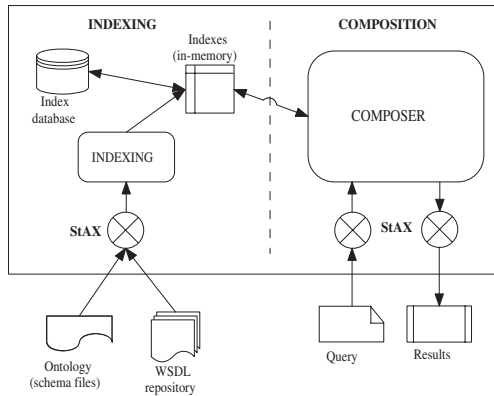 INDEXING
COMPOSITION
Indexes
(in-memory)
Index
database
COMPOSER
INDEXING
StAX
StAX
Ontology
(schema files)
WSDL
repository
Query
Results